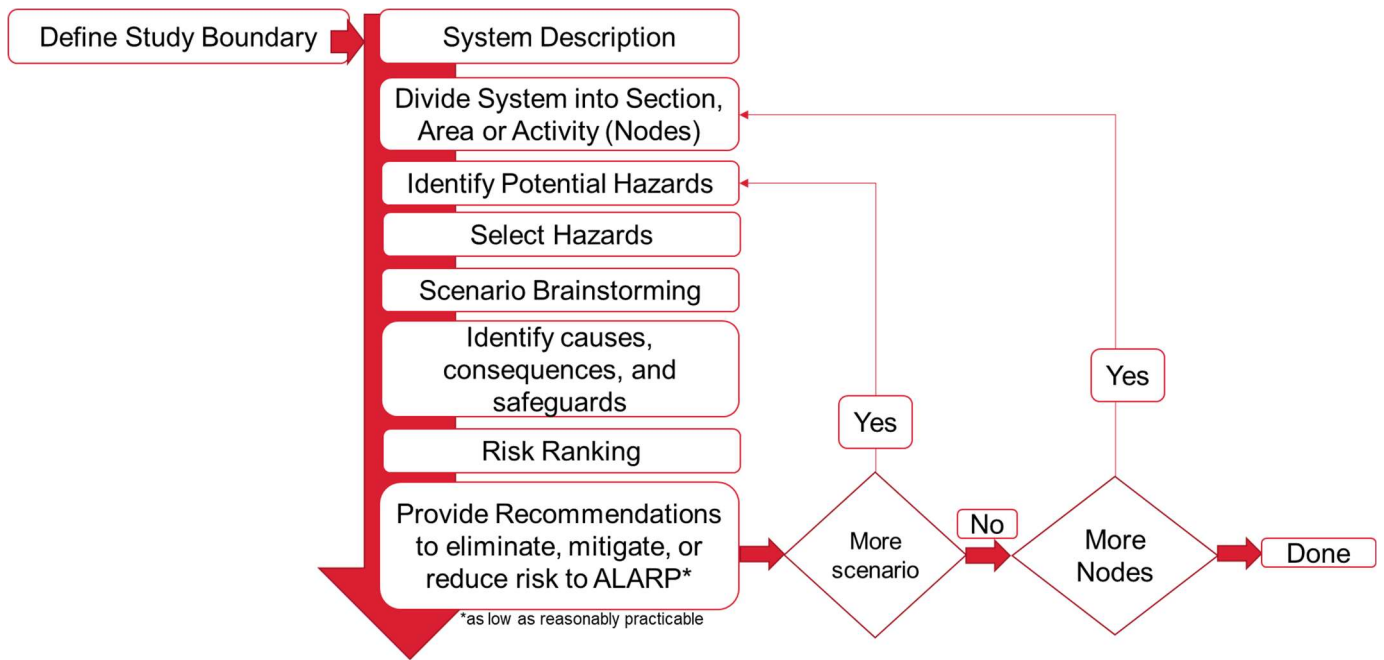 Define Study Boundary
System Description
Divide System into Section,
Area or Activity (Nodes)
Identify Potential Hazards
Select Hazards
Scenario Brainstorming
Identify causes,
consequences, and
safeguards
Risk Ranking
Provide Recommendations
to eliminate, mitigate, or
reduce risk to ALARP*
*as low as reasonably practicable
More
scenario
Yes
No
More
Nodes
Yes
Done